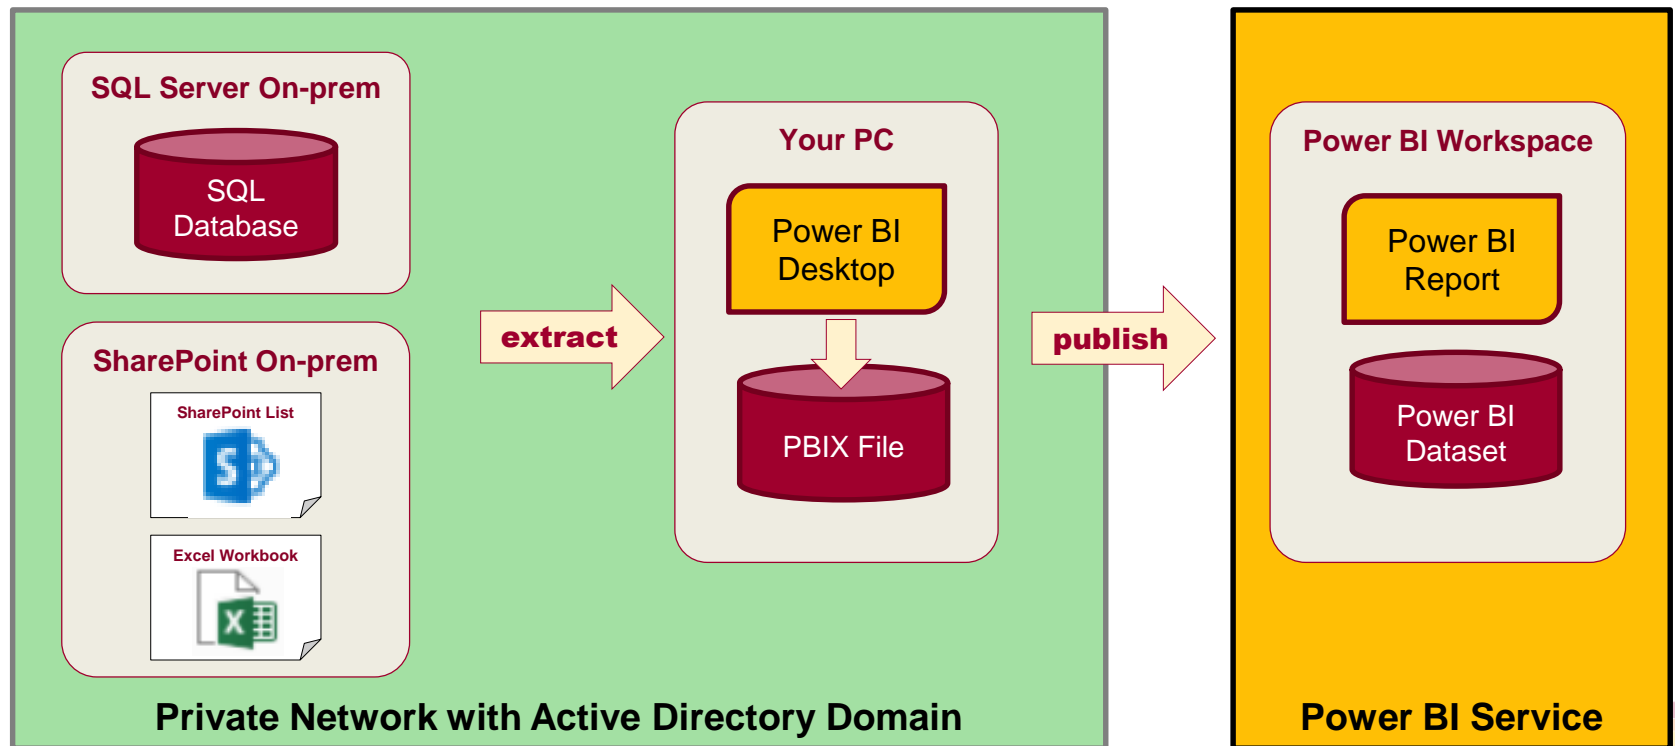 SQL Server On-prem
SQL
Database
SharePoint On-prem
SharePoint List
S
Excel Workbook
X
extract
Your PC
Power BI
Desktop
PBIX File
publish
Power BI Workspace
Power BI
Report
Power BI
Dataset
Private Network with Active Directory Domain
Power BI Service